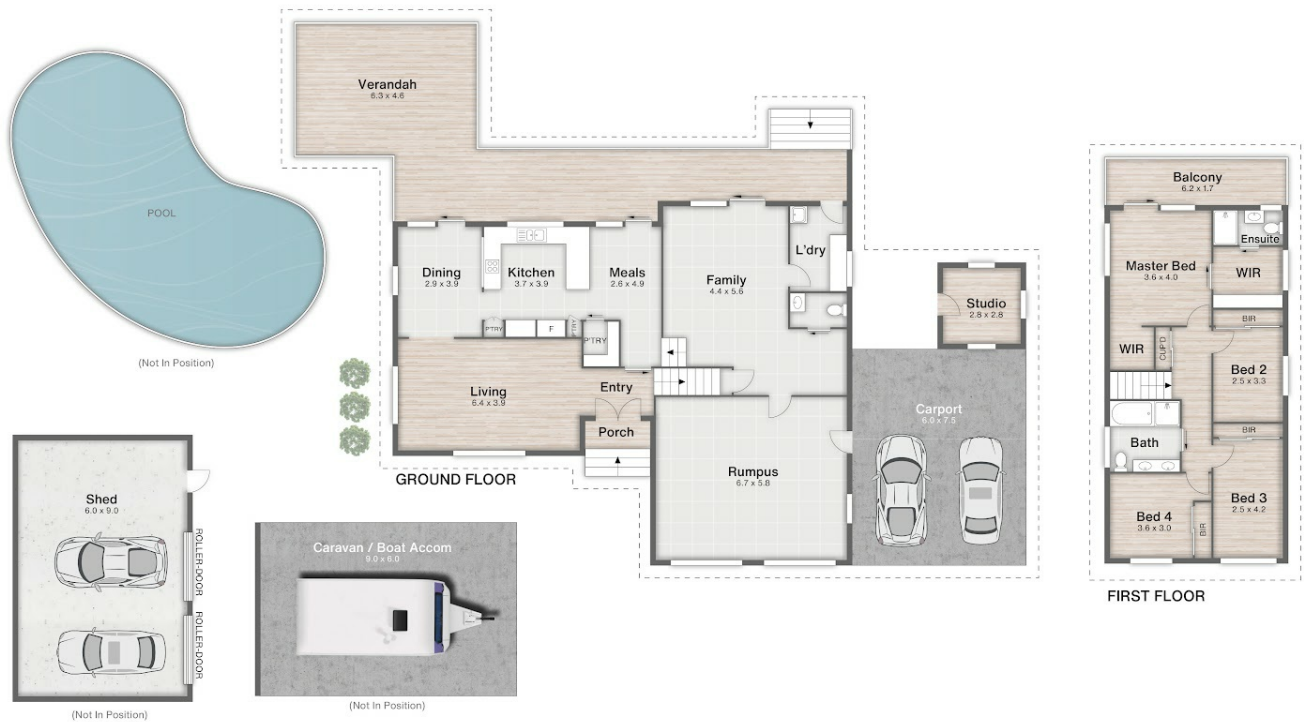 Verandah
6.3 x 4.6
POOL
(Not In Position)
Dining
2.9 x 3.9
Kitchen
3.7 x 3.9
Meals
2.6 x 4.9
Family
4.4 x 5.6
L'dry
P'TRY
F
P'TRY
P'TRY
Living
6.4 x 3.9
Entry
Porch
Rumpus
6.7 x 5.8
Studio
2.8 x 2.8
Carport
6.9 x 7.5
GROUND FLOOR
Shed
6.0 x 9.0
ROLLER-DOOR
ROLLER-DOOR
(Not In Position)
Caravan / Boat Accom
9.0 x 6.0
(Not In Position)
Balcony
6.2 x 1.7
Ensuite
Master Bed
3.6 x 4.0
WIR
BIR
WIR
CUP'D
Bed 2
2.5 x 3.3
BIR
Bath
Bed 3
2.5 x 4.2
Bed 4
3.6 x 3.0
BIR
FIRST FLOOR